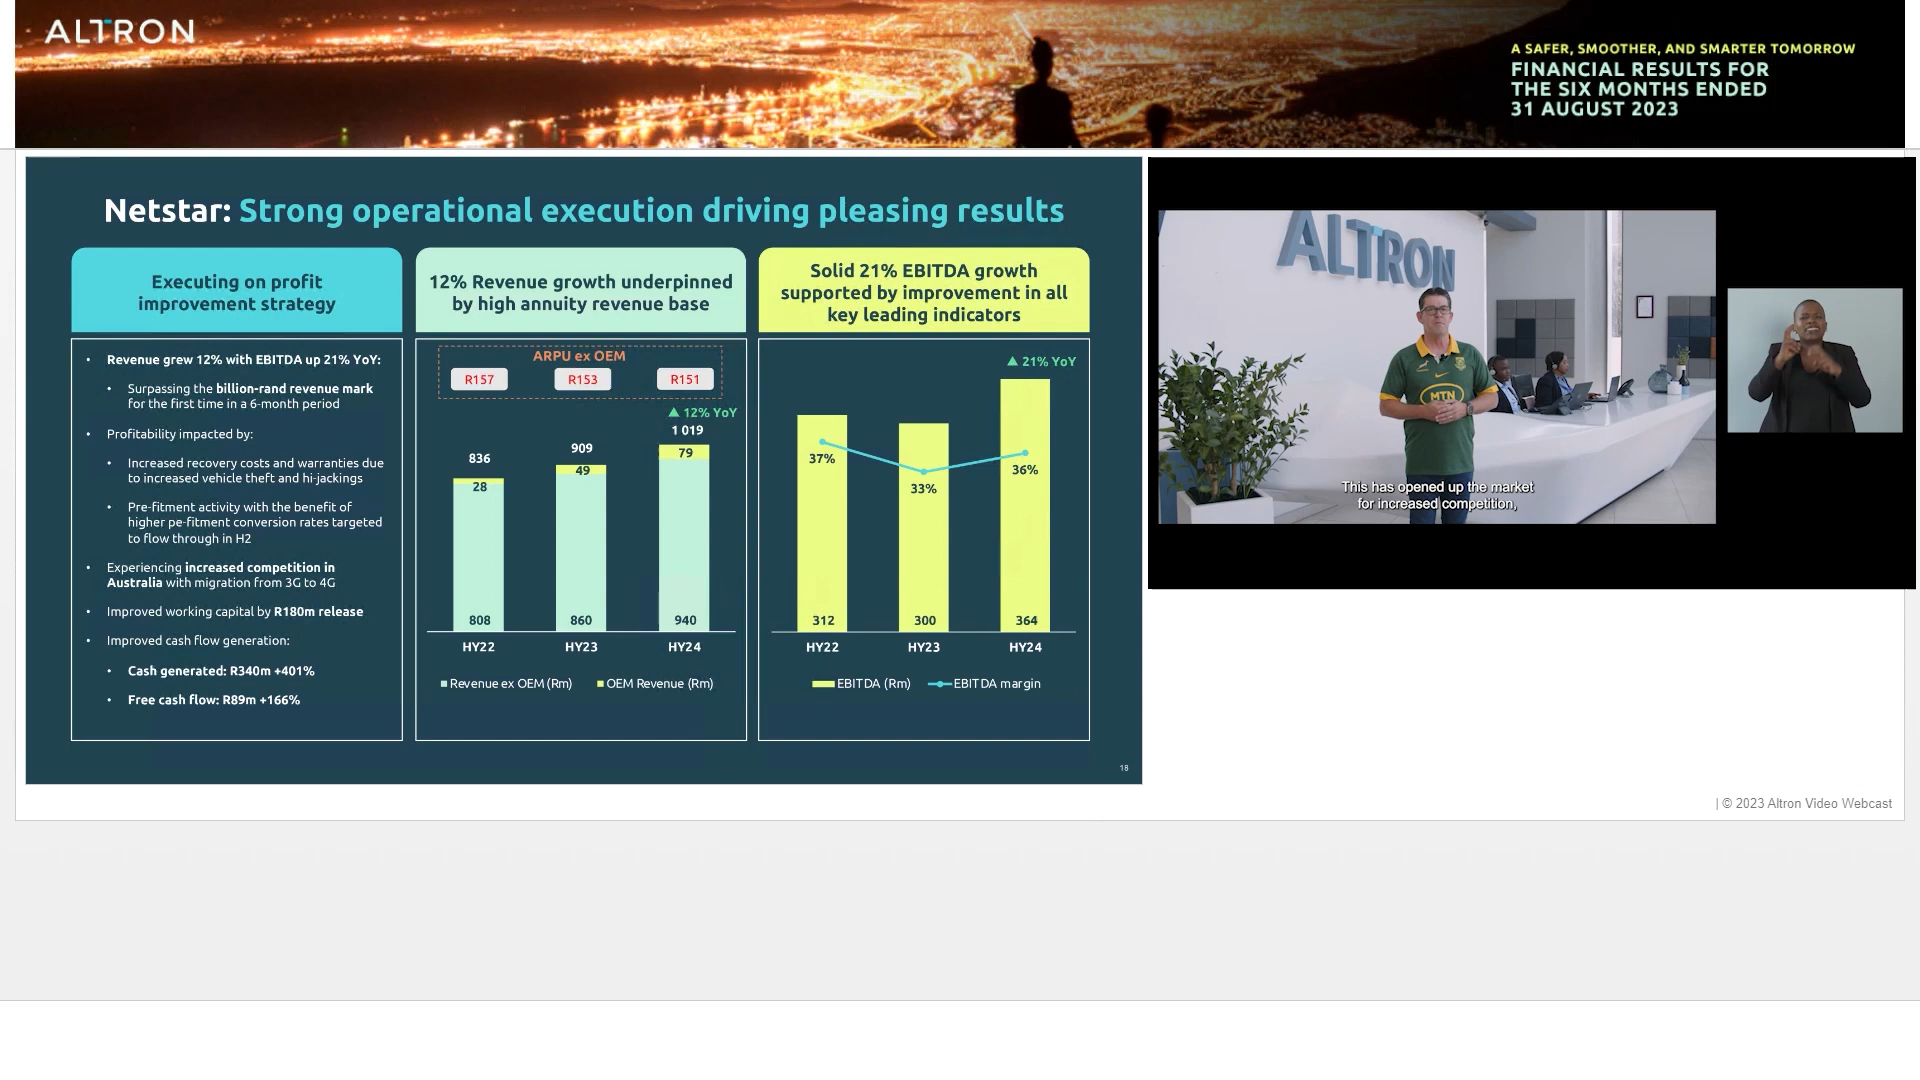 ALTRON
A SAFER, SMOOTHER, AND SMARTER TOMORROW
FINANCIAL RESULTS FOR
THE SIX MONTHS ENDED
31 AUGUST 2023
Netstar: Strong operational execution driving pleasing results
Executing on profit
improvement strategy
• Revenue grew 12% with EBITDA up 21% YoY:
• Surpassing the billion-rand revenue mark
for the first time in a 6-month period
• Profitability impacted by:
• Increased recovery costs and warranties due
to increased vehicle theft and hi-jackings
• Pre-fitment activity with the benefit of
higher pe-fitment conversion rates targeted
to flow through in H2
• Experiencing increased competition in
Australia with migration from 3G to 4G
• Improved working capital by R180m release
• Improved cash flow generation:
• Cash generated: R340m +401%
• Free cash flow: R89m +166%
12% Revenue growth underpinned
by high annuity revenue base
ARPU ex OEM
R157 R153 R151
▲ 12% YoY
836 909 1 019
28 49 79
808 860 940
HY22 HY23 HY24
Revenue ex OEM (Rm) OEM Revenue (Rm)
Solid 21% EBITDA growth
supported by improvement in all
key leading indicators
▲ 21% YoY
37% 33% 36%
312 300 364
HY22 HY23 HY24
EBITDA (Rm) EBITDA margin
18
ALTRON
MTN
This has opened up the market
for increased competition,
| © 2023 Altron Video Webcast